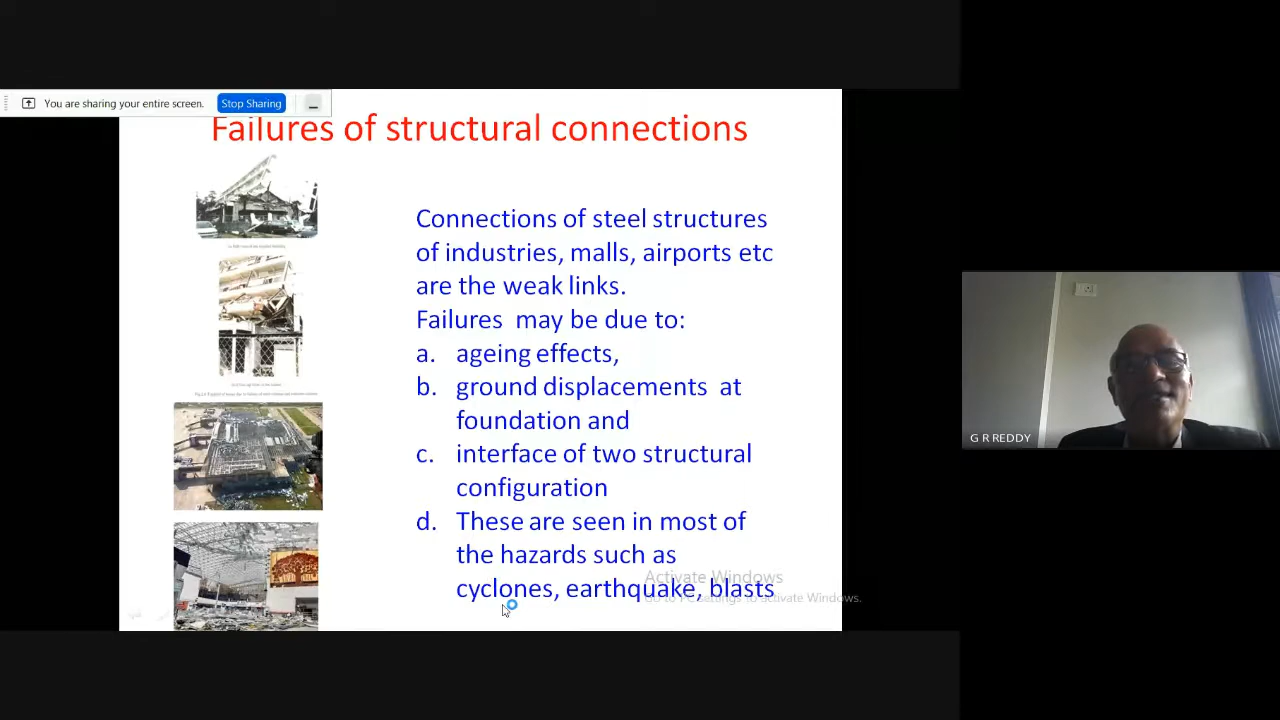 You are sharing your entire screen. Stop Sharing
Failures of structural connections
Connections of steel structures
of industries, malls, airports etc
are the weak links.
Failures may be due to:
a. ageing effects,
b. ground displacements at
foundation and
c. interface of two structural
configuration
d. These are seen in most of
the hazards such as
cyclones, earthquake, blasts
Activate Windows
Go to PC settings to activate Windows.
G R REDDY